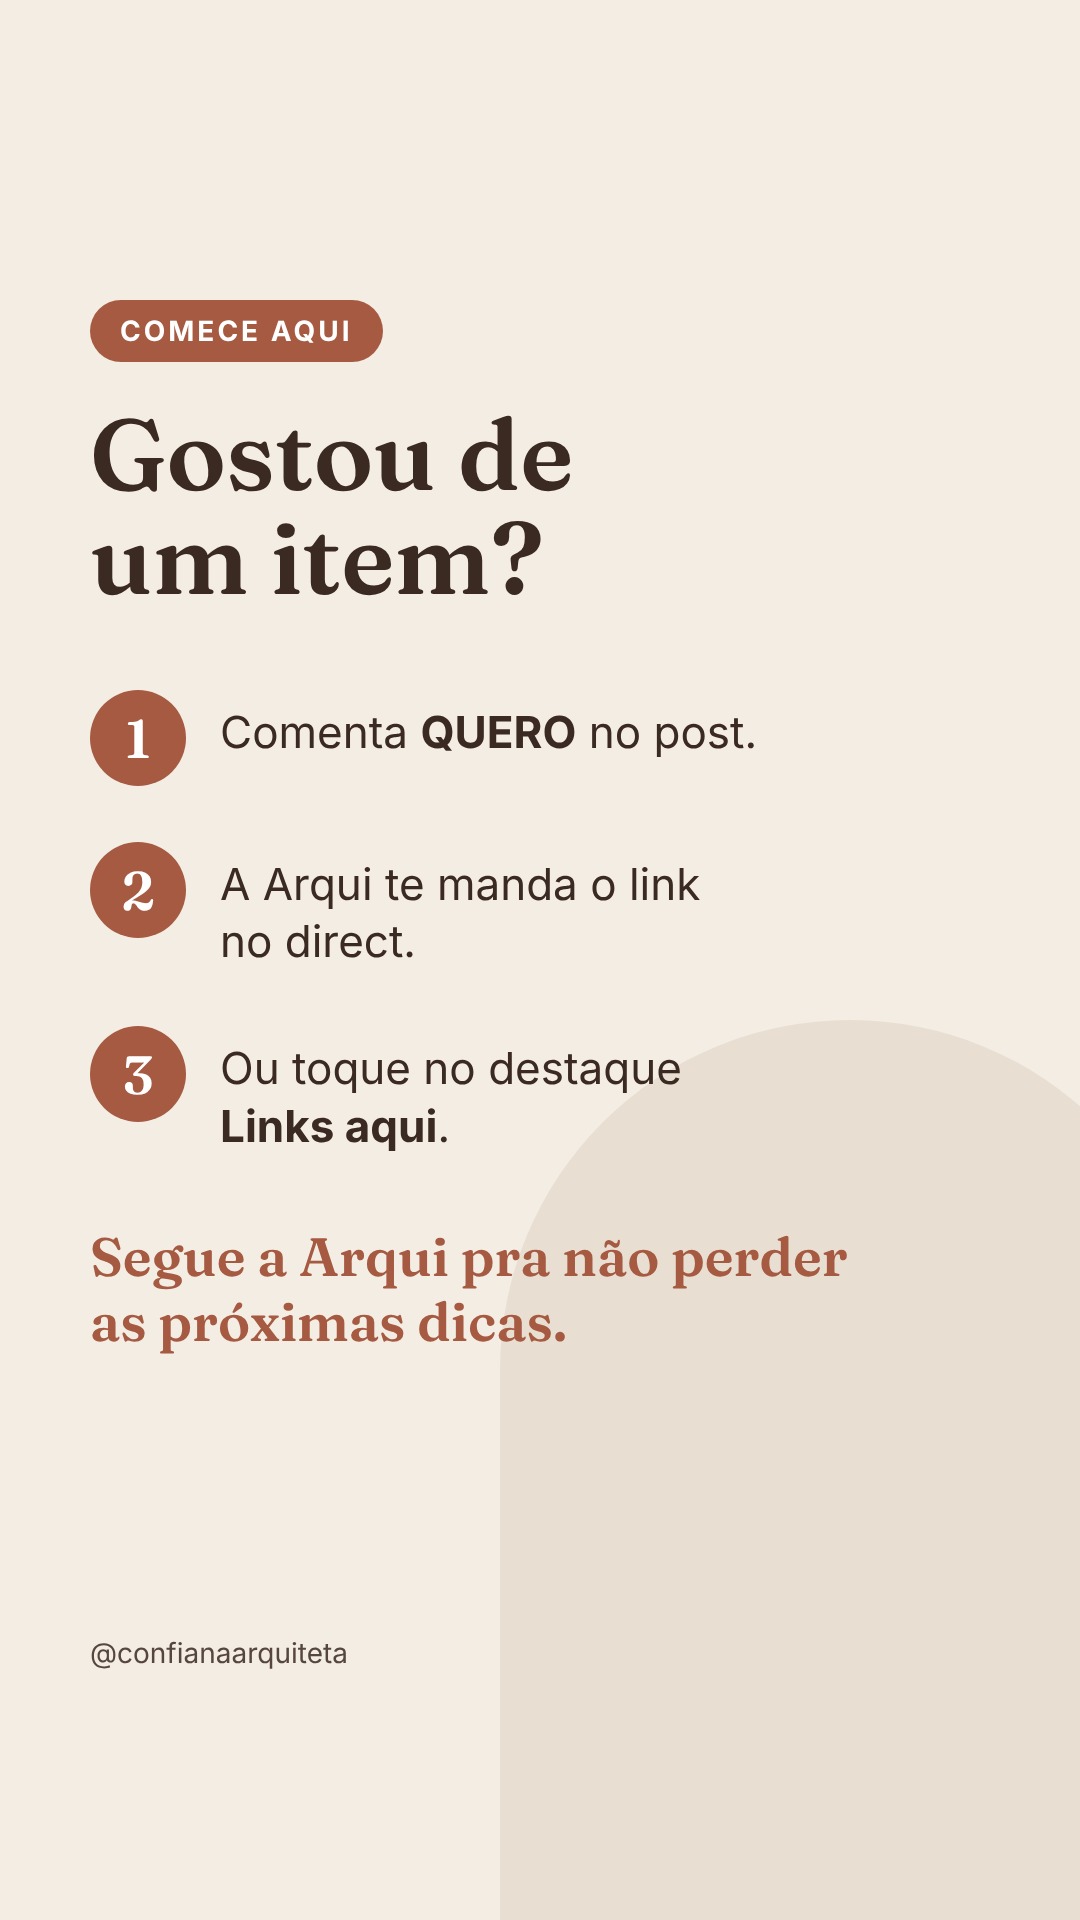 COMECE AQUI
Gostou de
um item?
1
Comenta QUERO no post.
2
A Arqui te manda o link
no direct.
3
Ou toque no destaque
Links aqui.
Segue a Arqui pra não perder
as próximas dicas.
@confianaarquiteta